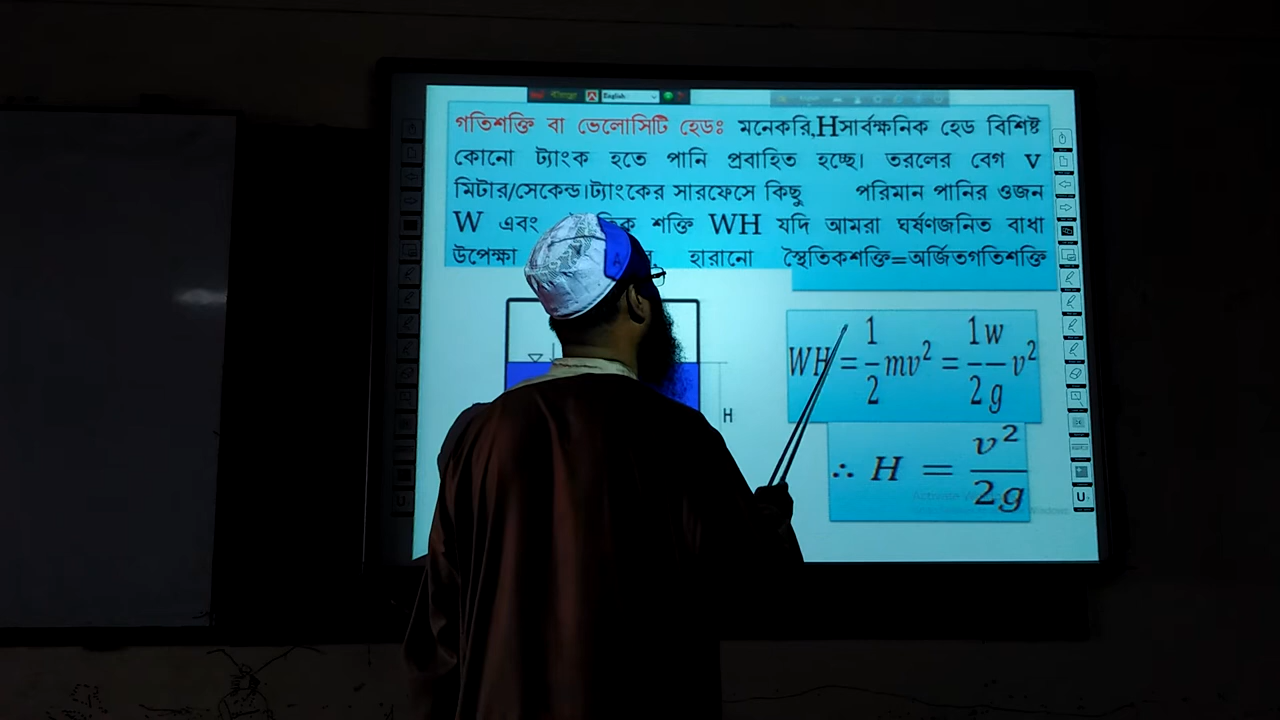 English
গতিশক্তি বা ভেলোসিটি হেডঃ মনেকরি,Hসার্বক্ষনিক হেড বিশিষ্ট
কোনো ট্যাংক হতে পানি প্রবাহিত হচ্ছে। তরলের বেগ v
মিটার/সেকেন্ড।ট্যাংকের সারফেসে কিছু পরিমান পানির ওজন
W এবং শক্তি WH যদি আমরা ঘর্ষণজনিত বাধা
উপেক্ষা হারানো স্থৈতিকশক্তি=অর্জিতগতিশক্তি
WH = 1/2 mv² = 1w/2g v²
H
∴ H = v²/2g